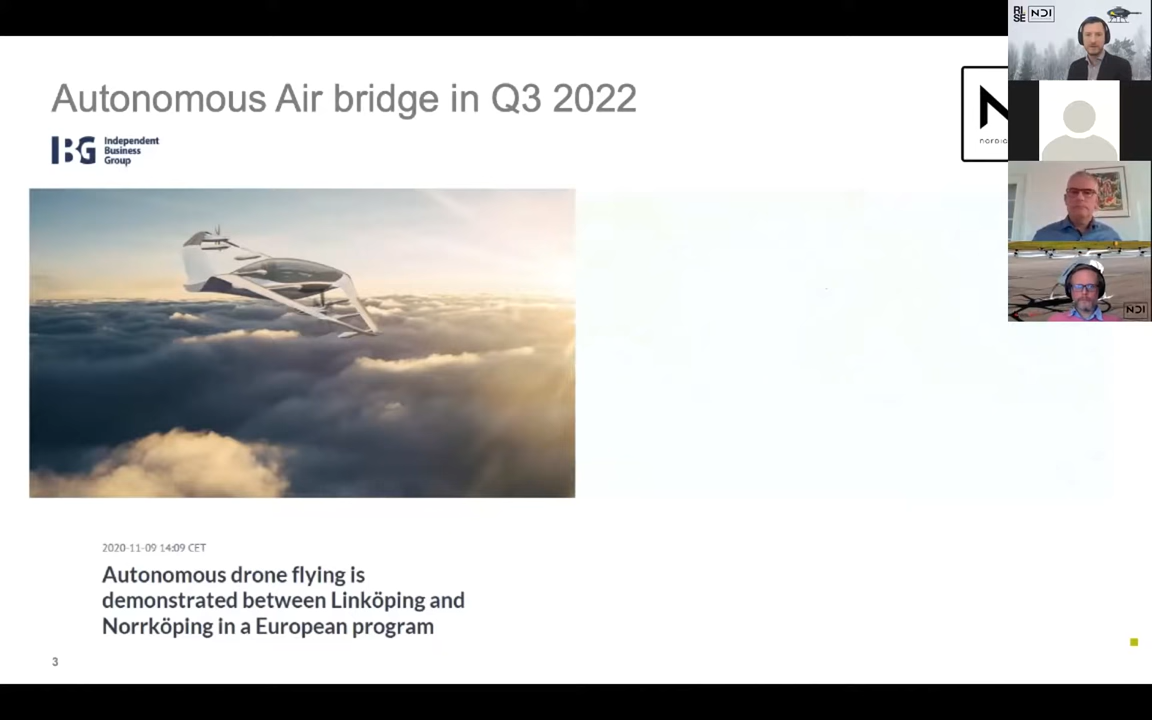 Autonomous Air bridge in Q3 2022
IBG
Independent
Business
Group
2020-11-09 14:09 CET
Autonomous drone flying is
demonstrated between Linköping and
Norrköping in a European program
3
N
RI.
SE
NDI
NDI